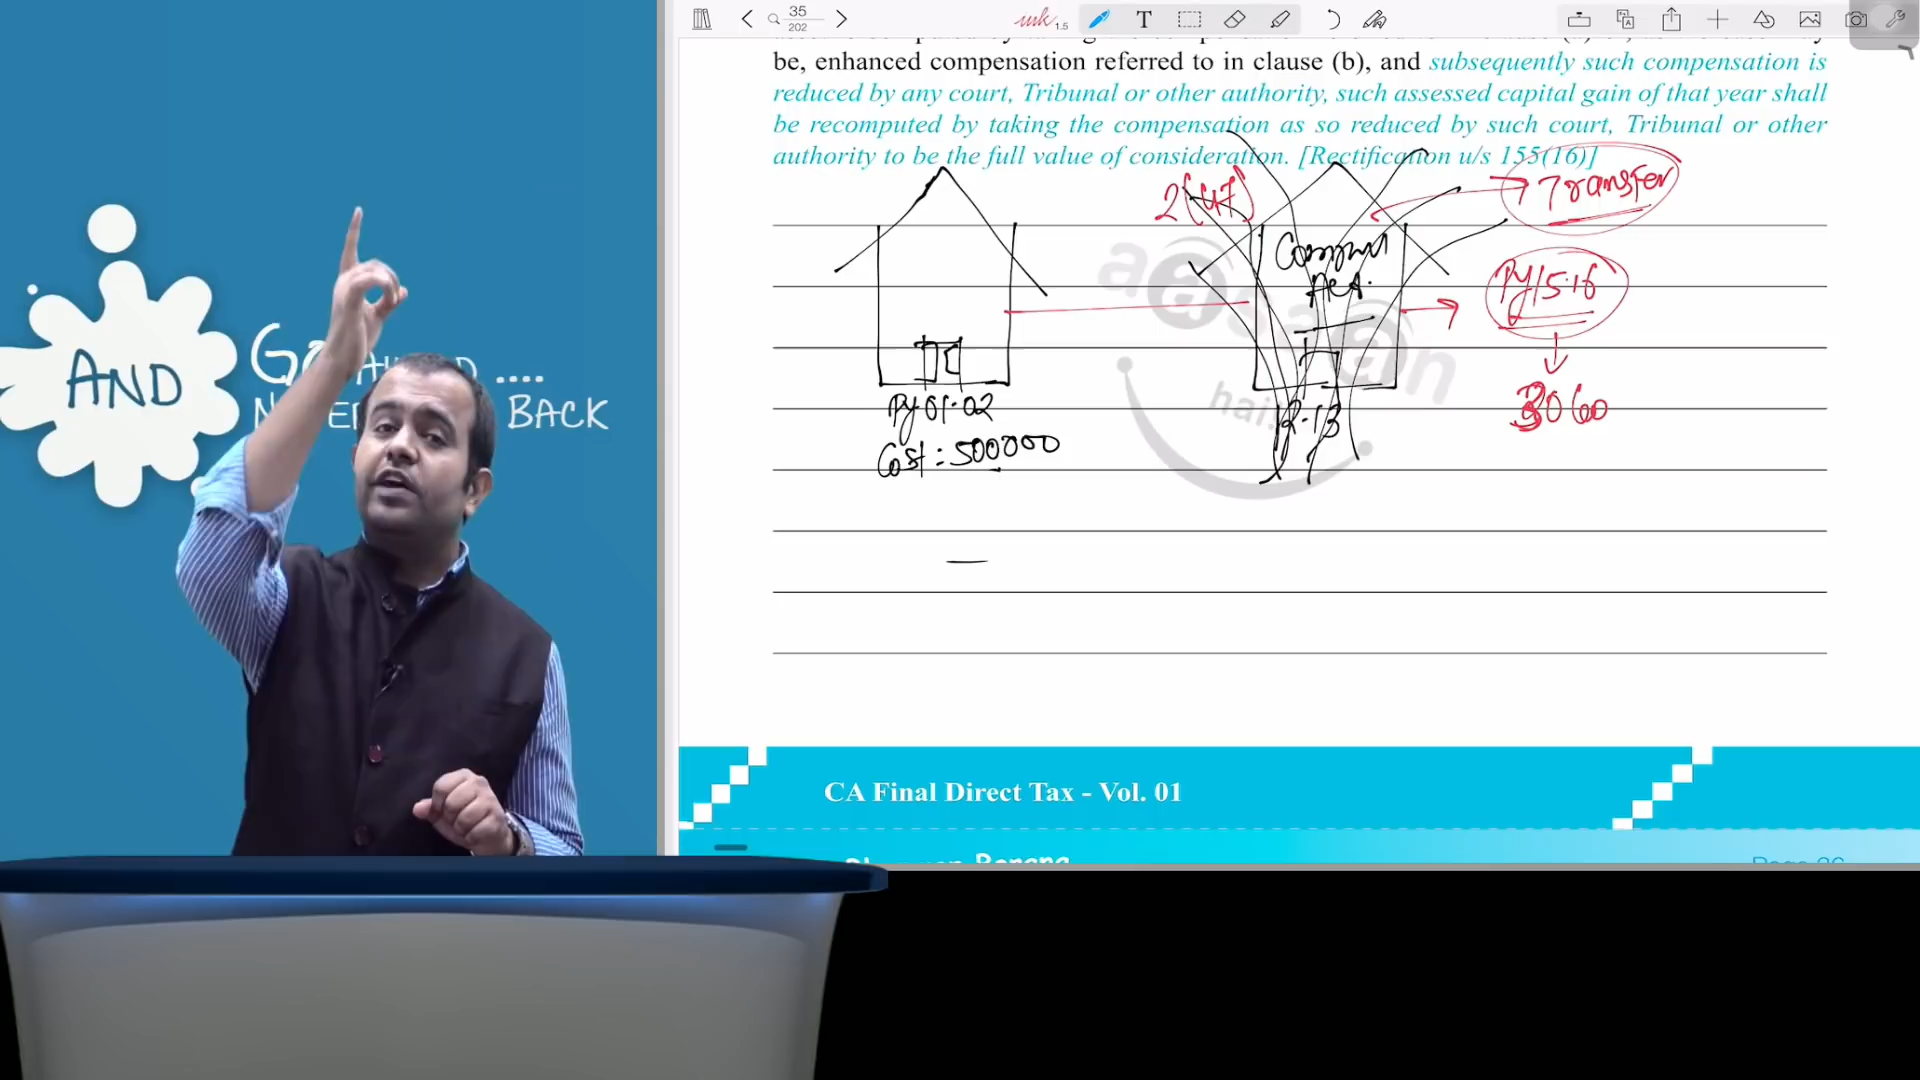 35
202
1.5
T
be, enhanced compensation referred to in clause (b), and subsequently such compensation is
reduced by any court, Tribunal or other authority, such assessed capital gain of that year shall
be recomputed by taking the compensation as so reduced by such court, Tribunal or other
authority to be the full value of consideration. [Rectification u/s 155(16)]
2(47)
Transfer
PY 15-16
Compul
PY 01-02
Cost = 500000
12-13
aasaan
hai!
AND
BACK
CA Final Direct Tax - Vol. 01